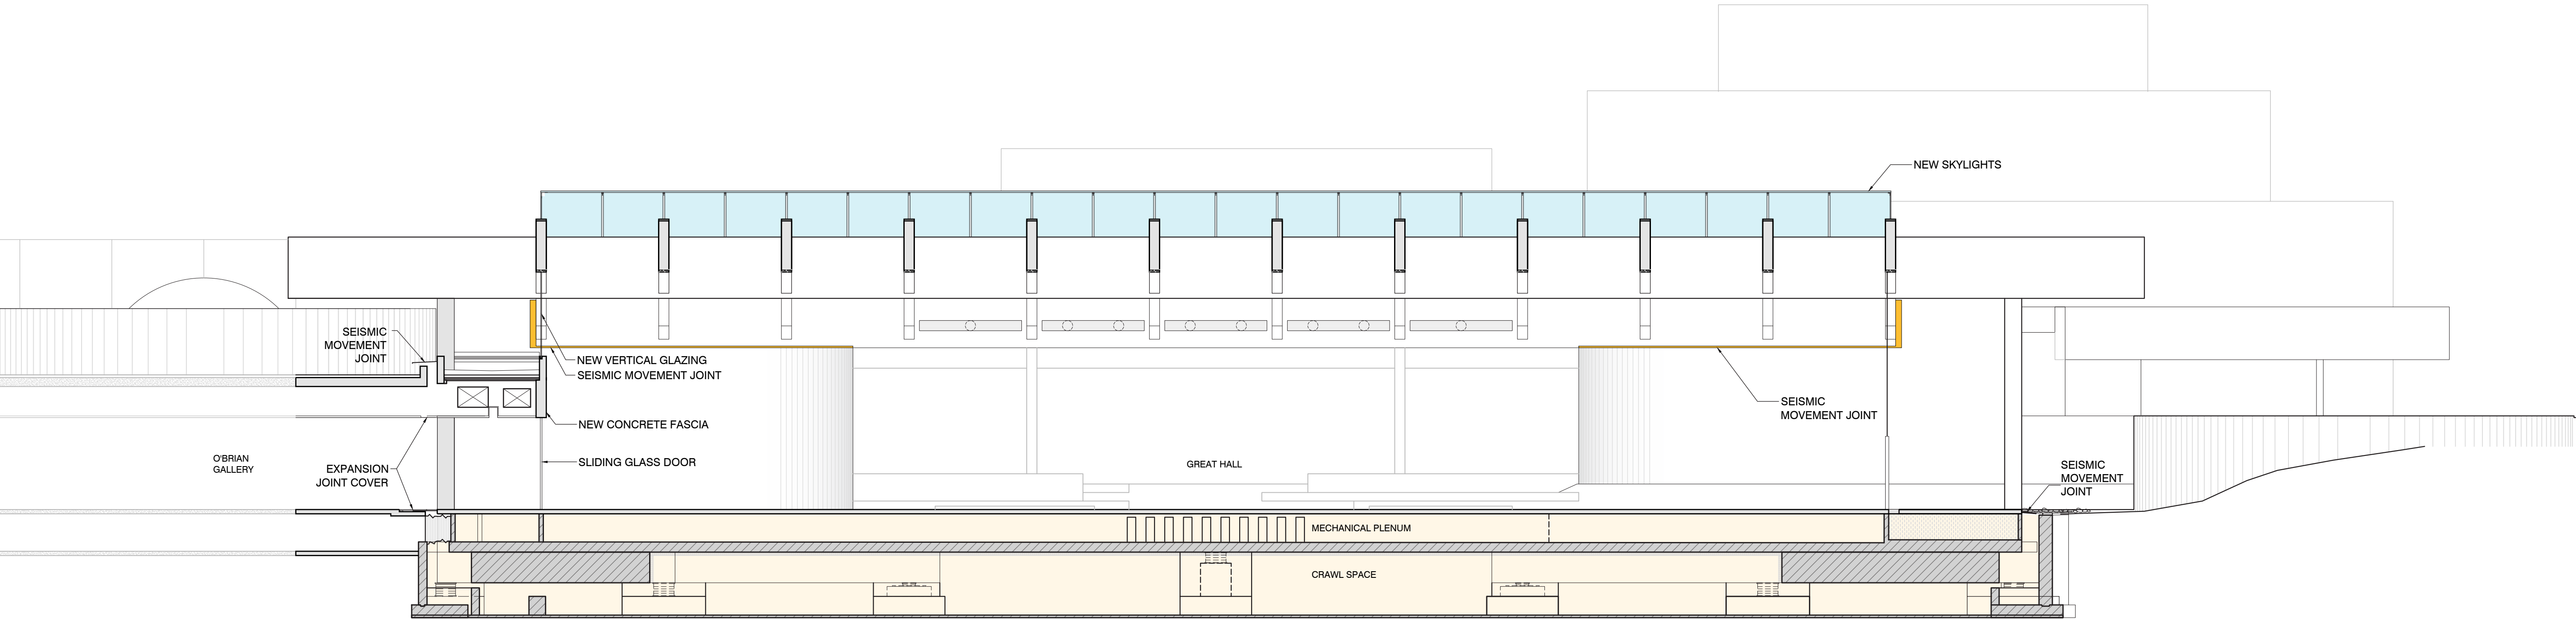 NEW SKYLIGHTS
SEISMIC
MOVEMENT
JOINT
NEW VERTICAL GLAZING
SEISMIC MOVEMENT JOINT
SEISMIC
MOVEMENT JOINT
NEW CONCRETE FASCIA
O'BRIAN
GALLERY
EXPANSION
JOINT COVER
SLIDING GLASS DOOR
GREAT HALL
SEISMIC
MOVEMENT
JOINT
MECHANICAL PLENUM
CRAWL SPACE